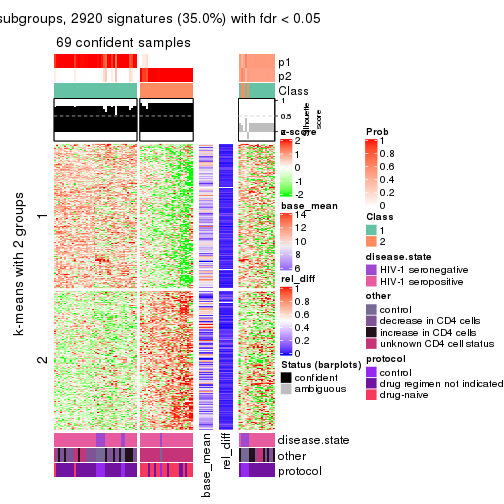 subgroups, 2920 signatures (35.0%) with fdr < 0.05
69 confident samples
p1
p2
Class
1
0.5
0
silhouette
score
k-means with 2 groups
1
2
z-score
2
1
0
-1
-2
base_mean
14
12
10
8
6
rel_diff
1
0.8
0.6
0.4
0.2
0
Status (barplots)
confident
ambiguous
Prob
1
0.8
0.6
0.4
0.2
0
Class
1
2
disease.state
HIV-1 seronegative
HIV-1 seropositive
other
control
decrease in CD4 cells
increase in CD4 cells
unknown CD4 cell status
protocol
control
drug regimen not indicated
drug-naive
disease.state
other
protocol
base_mean
rel_diff